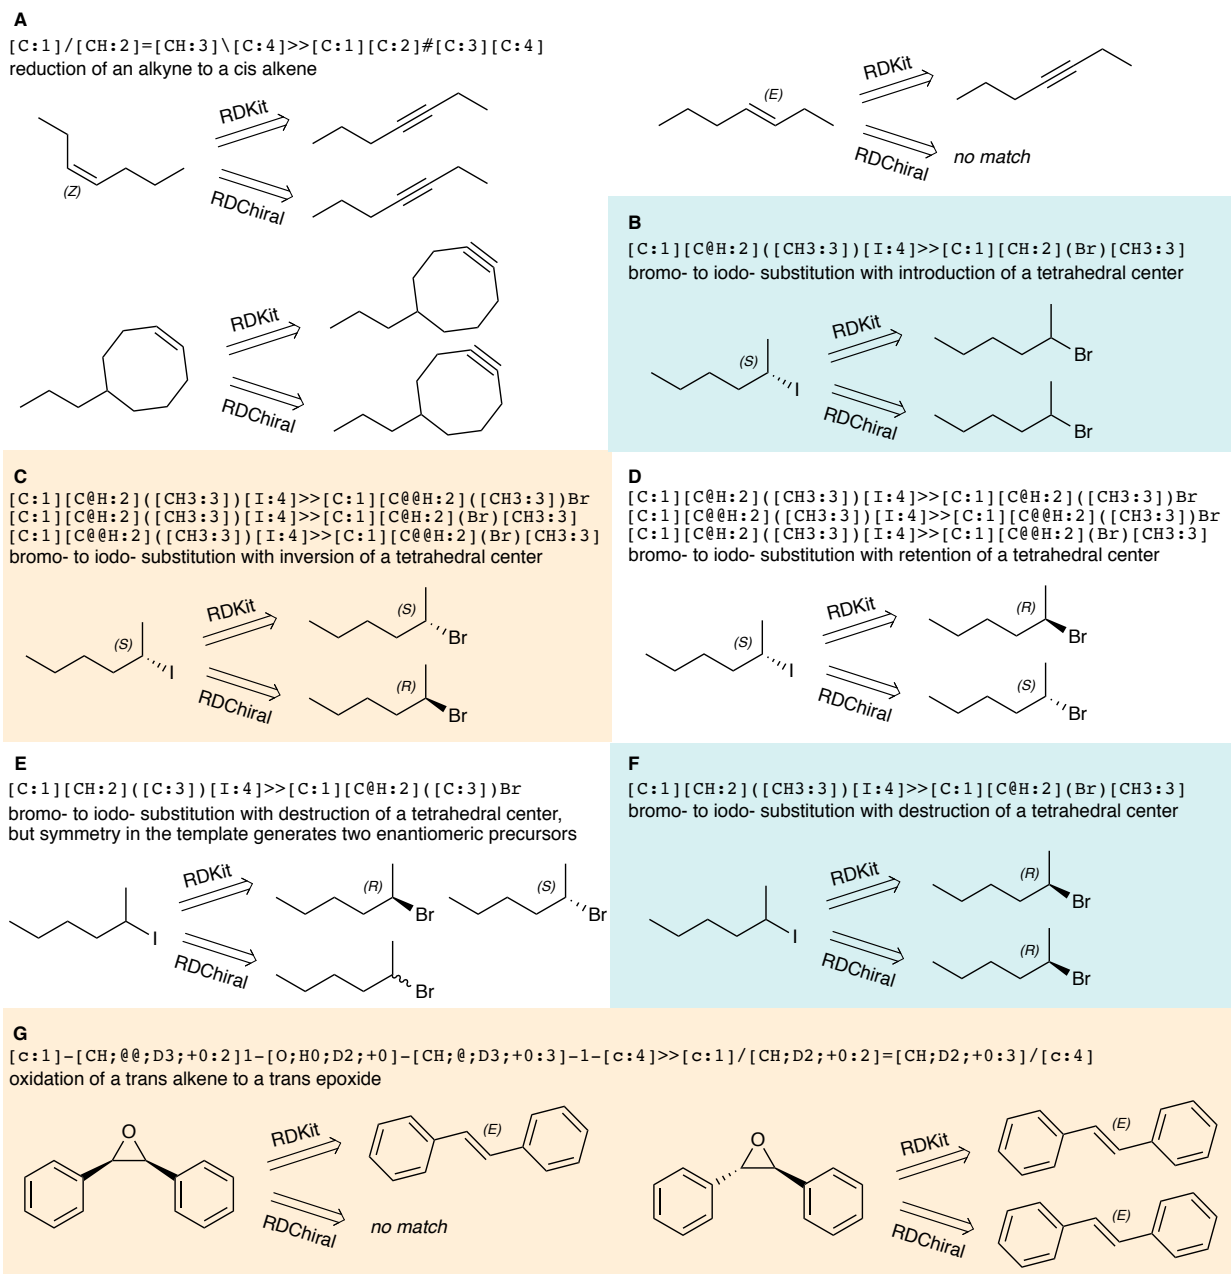 A
[C:1]/[CH:2]=[CH:3]\[C:4]>>[C:1][C:2]#[C:3][C:4]
reduction of an alkyne to a cis alkene
(Z)
RDKit
RDChiral
(E)
RDKit
RDChiral
no match
RDKit
RDChiral
B
[C:1][C@H:2]([CH3:3])[I:4]>>[C:1][CH:2](Br)[CH3:3]
bromo- to iodo- substitution with introduction of a tetrahedral center
(S)
I
RDKit
Br
RDChiral
Br
C
[C:1][C@H:2]([CH3:3])[I:4]>>[C:1][C@@H:2]([CH3:3])Br
[C:1][C@H:2]([CH3:3])[I:4]>>[C:1][C@H:2](Br)[CH3:3]
[C:1][C@@H:2]([CH3:3])[I:4]>>[C:1][C@@H:2](Br)[CH3:3]
bromo- to iodo- substitution with inversion of a tetrahedral center
(S)
I
RDKit
(S)
Br
RDChiral
(R)
Br
D
[C:1][C@H:2]([CH3:3])[I:4]>>[C:1][C@H:2]([CH3:3])Br
[C:1][C@@H:2]([CH3:3])[I:4]>>[C:1][C@@H:2]([CH3:3])Br
[C:1][C@H:2]([CH3:3])[I:4]>>[C:1][C@@H:2](Br)[CH3:3]
bromo- to iodo- substitution with retention of a tetrahedral center
(S)
I
RDKit
(R)
Br
RDChiral
(S)
Br
E
[C:1][CH:2]([C:3])[I:4]>>[C:1][C@H:2]([C:3])Br
bromo- to iodo- substitution with destruction of a tetrahedral center,
but symmetry in the template generates two enantiomeric precursors
I
RDKit
(R)
Br
(S)
Br
RDChiral
Br
F
[C:1][CH:2]([CH3:3])[I:4]>>[C:1][C@H:2](Br)[CH3:3]
bromo- to iodo- substitution with destruction of a tetrahedral center
I
RDKit
(R)
Br
RDChiral
(R)
Br
G
[c:1]-[CH;@@;D3;+0:2]1-[O;H0;D2;+0]-[CH;@;D3;+0:3]-1-[c:4]>>[c:1]/[CH;D2;+0:2]=[CH;D2;+0:3]/[c:4]
oxidation of a trans alkene to a trans epoxide
O
RDKit
(E)
RDChiral
no match
O
RDKit
(E)
RDChiral
(E)